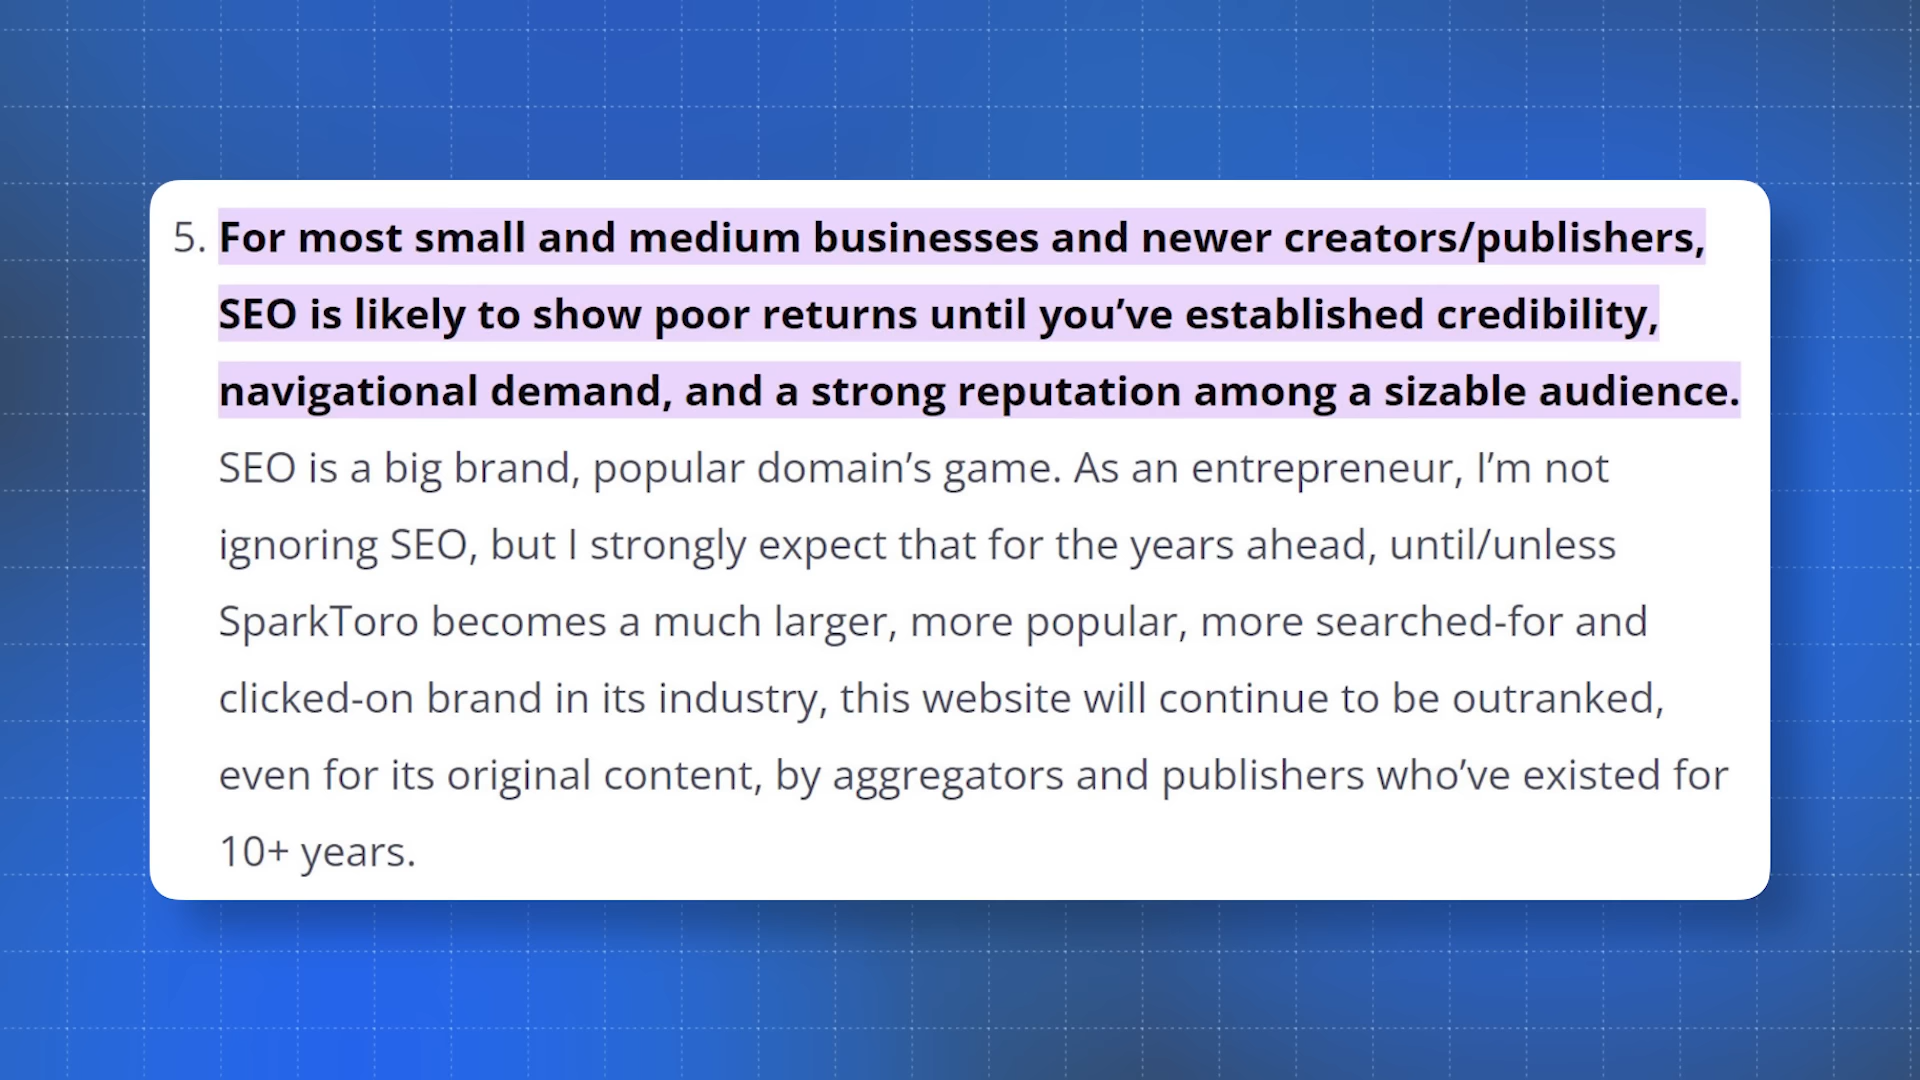 5. For most small and medium businesses and newer creators/publishers,
SEO is likely to show poor returns until you’ve established credibility,
navigational demand, and a strong reputation among a sizable audience.
SEO is a big brand, popular domain’s game. As an entrepreneur, I’m not
ignoring SEO, but I strongly expect that for the years ahead, until/unless
SparkToro becomes a much larger, more popular, more searched-for and
clicked-on brand in its industry, this website will continue to be outranked,
even for its original content, by aggregators and publishers who’ve existed for
10+ years.